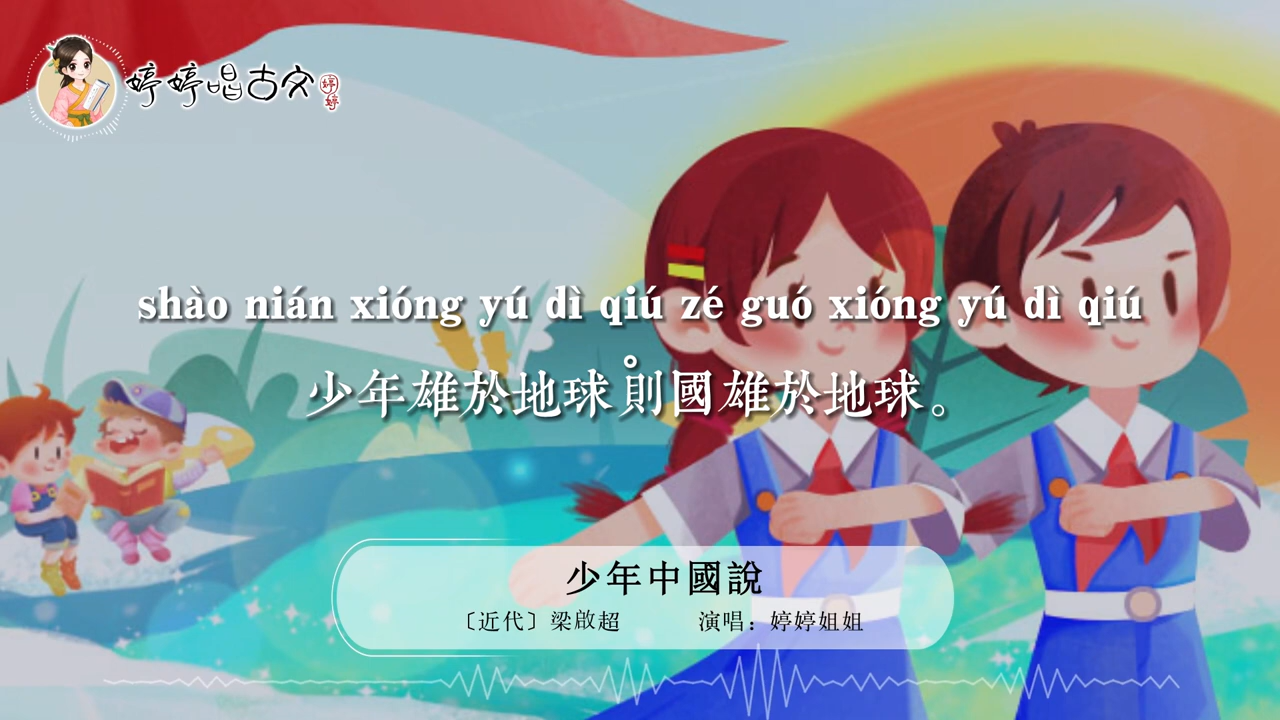 婷婷唱古文
婷婷
shào nián xióng yú dì qiú zé guó xióng yú dì qiú
少年雄於地球則國雄於地球。
少年中國說
〔近代〕梁啟超 演唱：婷婷姐姐